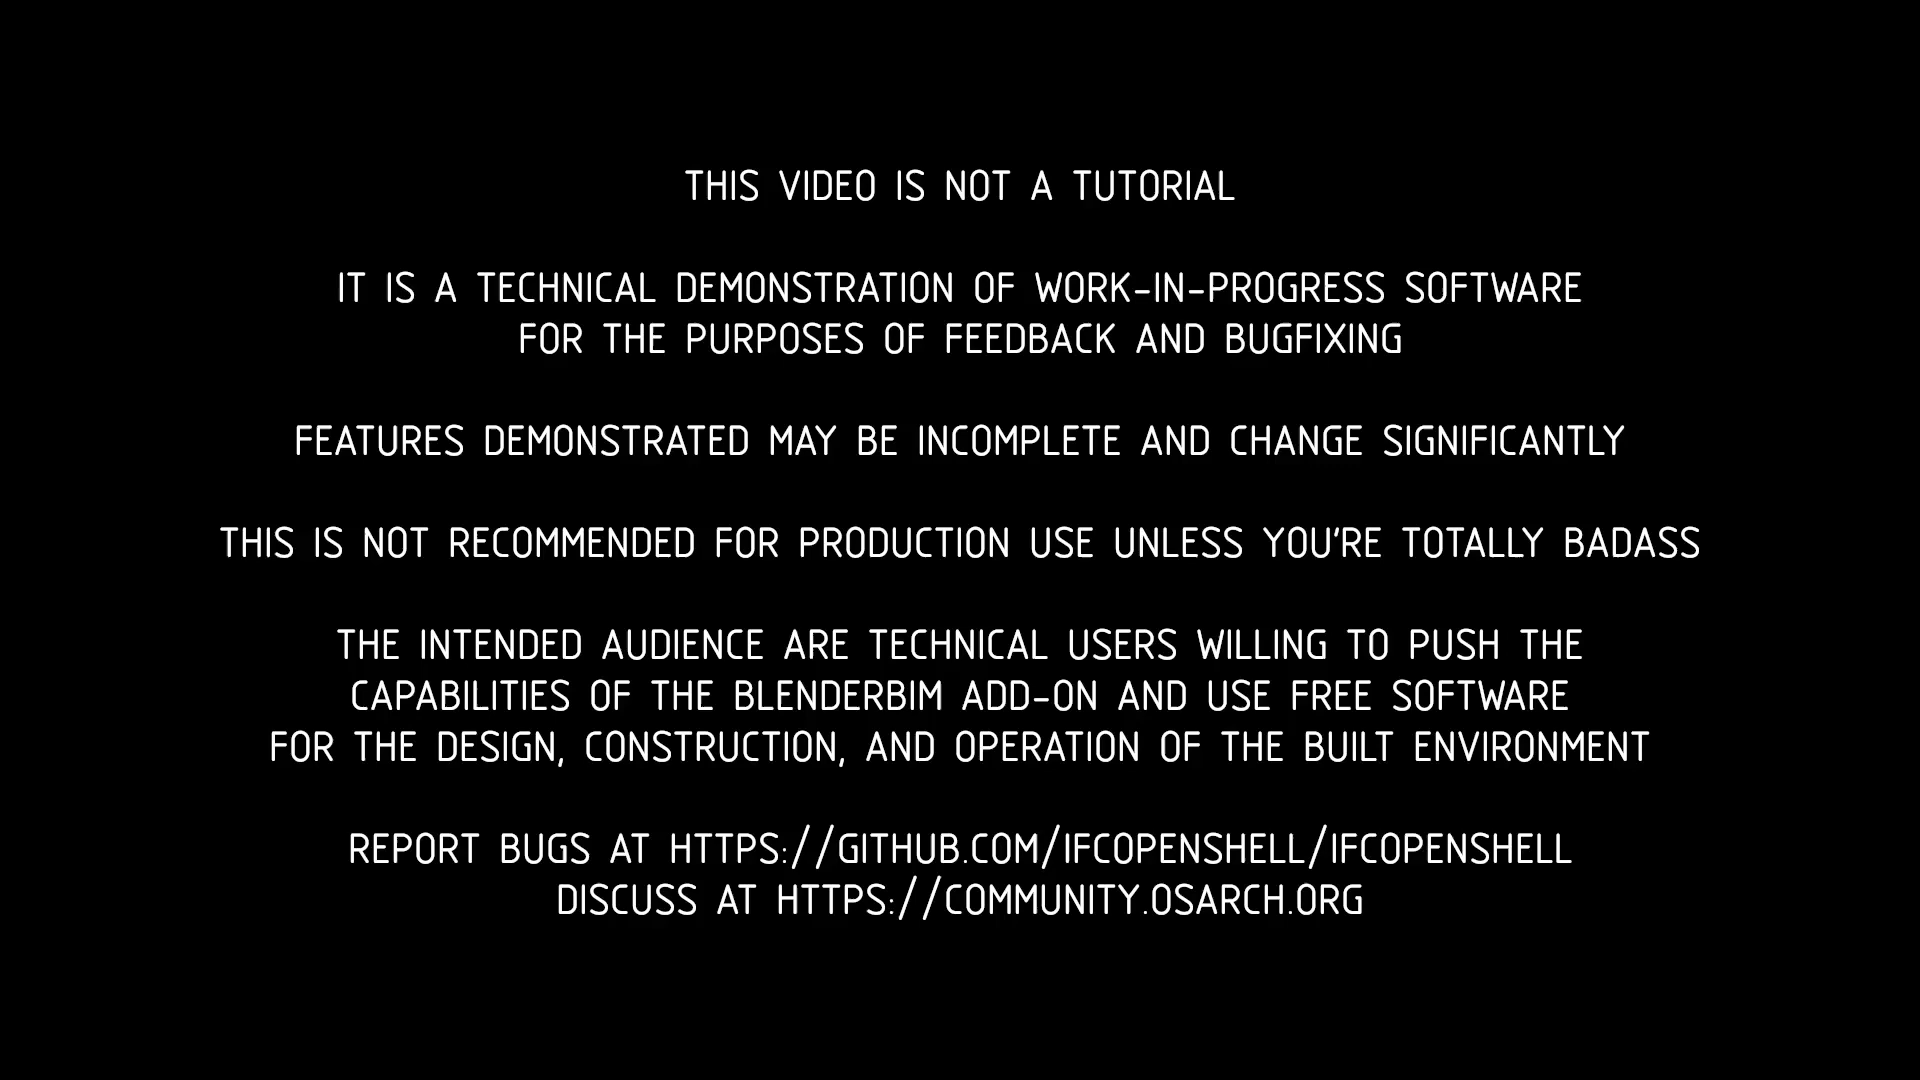 THIS VIDEO IS NOT A TUTORIAL
IT IS A TECHNICAL DEMONSTRATION OF WORK-IN-PROGRESS SOFTWARE
FOR THE PURPOSES OF FEEDBACK AND BUGFIXING
FEATURES DEMONSTRATED MAY BE INCOMPLETE AND CHANGE SIGNIFICANTLY
THIS IS NOT RECOMMENDED FOR PRODUCTION USE UNLESS YOU'RE TOTALLY BADASS
THE INTENDED AUDIENCE ARE TECHNICAL USERS WILLING TO PUSH THE
CAPABILITIES OF THE BLENDERBIM ADD-ON AND USE FREE SOFTWARE
FOR THE DESIGN, CONSTRUCTION, AND OPERATION OF THE BUILT ENVIRONMENT
REPORT BUGS AT HTTPS://GITHUB.COM/IFCOPENSHELL/IFCOPENSHELL
DISCUSS AT HTTPS://COMMUNITY.OSARCH.ORG